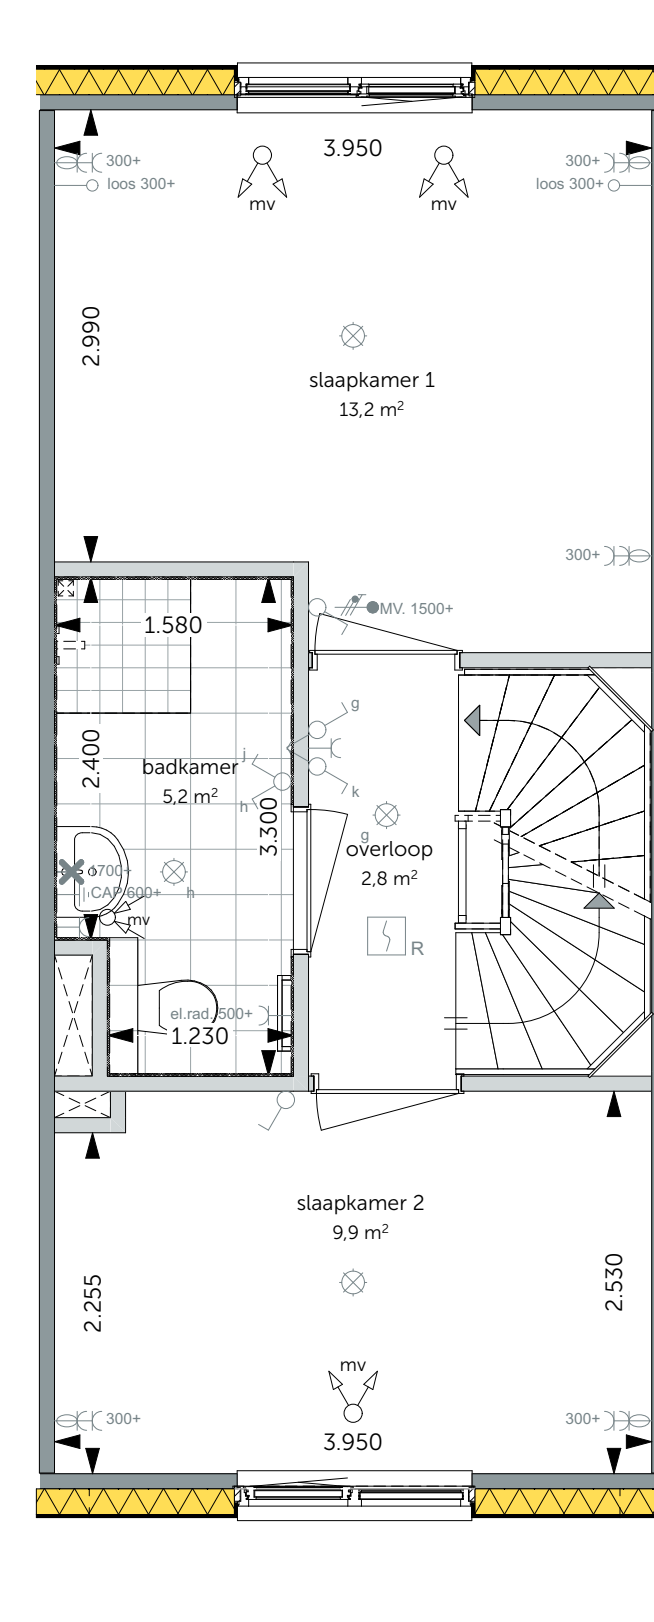 3.950
300+
300+
loos 300+
loos 300+
mv
mv
2.990
slaapkamer 1
13,2 m²
300+
MV. 1500+
1.580
g
2.400
j
badkamer
5,2 m²
k
h
3.300
g
overloop
2,8 m²
1700+
CAP 600+
h
mv
R
el.rad. 500+
1.230
slaapkamer 2
9,9 m²
2.255
2.530
mv
300+
300+
3.950